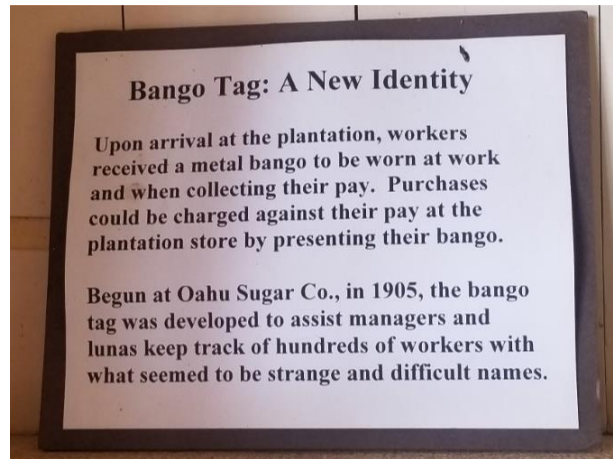 Bango Tag: A New Identity
Upon arrival at the plantation, workers
received a metal bango to be worn at work
and when collecting their pay. Purchases
could be charged against their pay at the
plantation store by presenting their bango.
Begun at Oahu Sugar Co., in 1905, the bango
tag was developed to assist managers and
lunas keep track of hundreds of workers with
what seemed to be strange and difficult names.